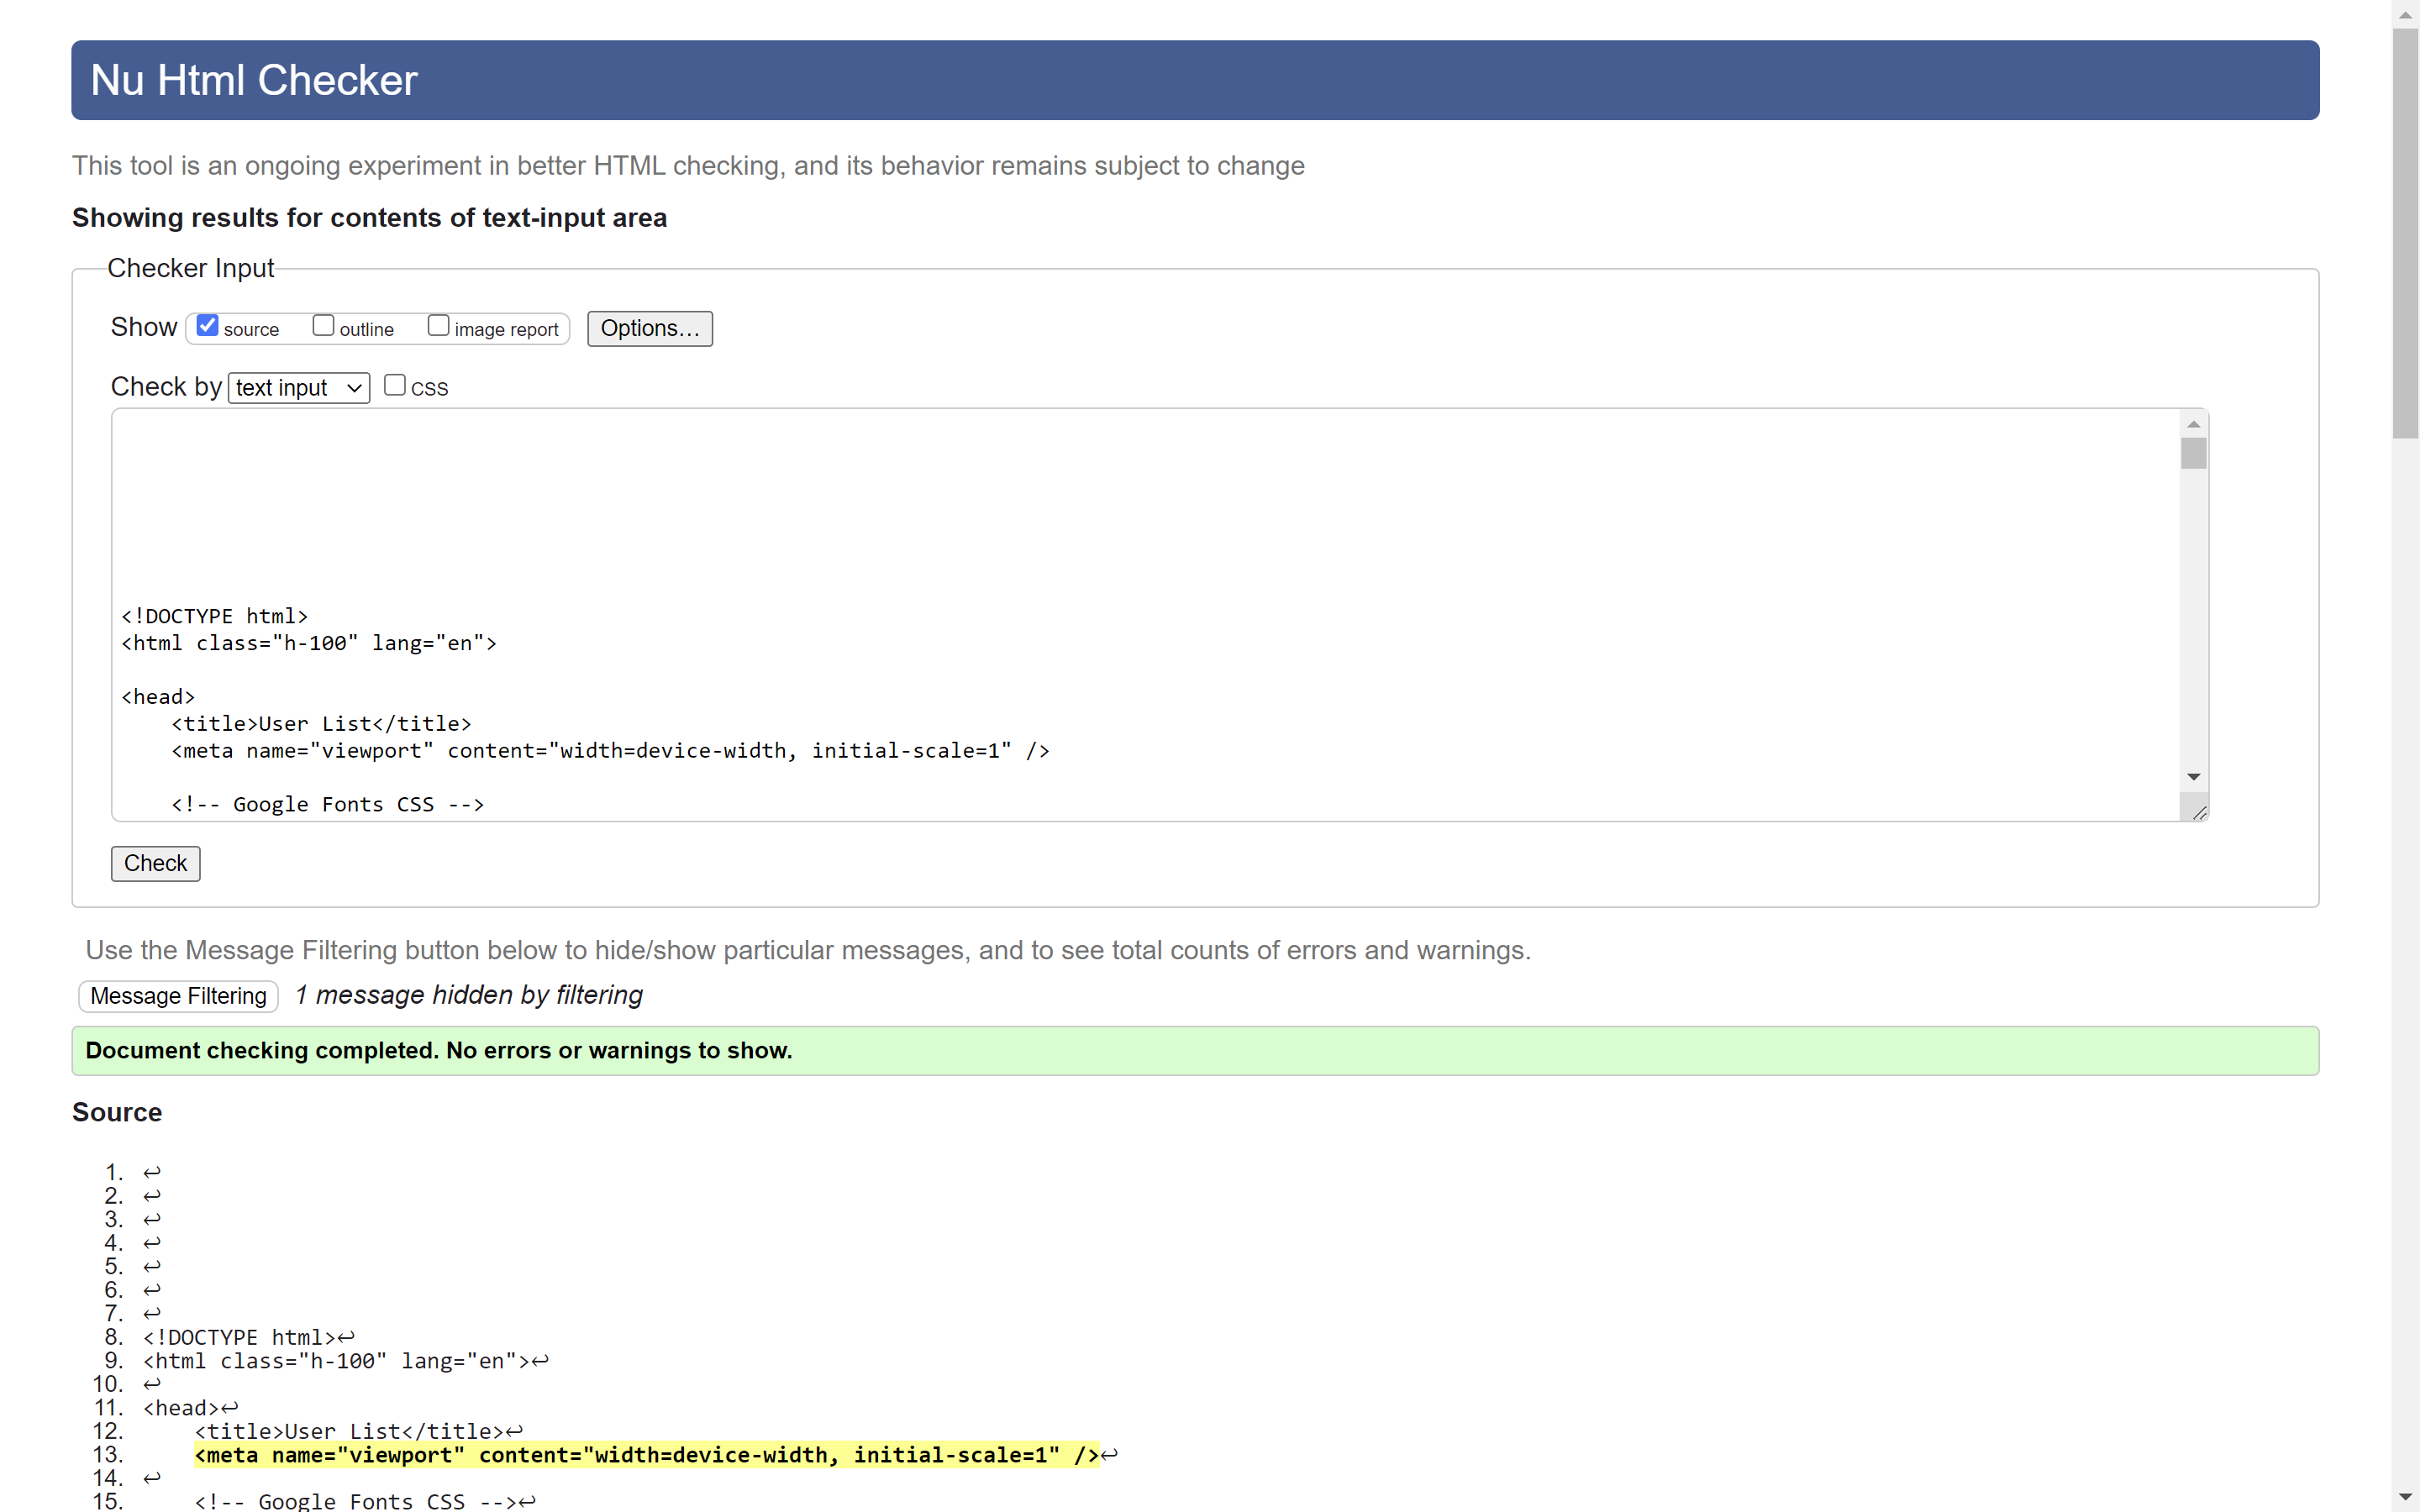 Nu Html Checker
This tool is an ongoing experiment in better HTML checking, and its behavior remains subject to change
Showing results for contents of text-input area
Checker Input
Show source outline image report Options…
Check by text input CSS
<!DOCTYPE html>
<html class="h-100" lang="en">
<head>
<title>User List</title>
<meta name="viewport" content="width=device-width, initial-scale=1" />
<!-- Google Fonts CSS -->
Check
Use the Message Filtering button below to hide/show particular messages, and to see total counts of errors and warnings.
Message Filtering 1 message hidden by filtering
Document checking completed. No errors or warnings to show.
Source
1. ↩
2. ↩
3. ↩
4. ↩
5. ↩
6. ↩
7. ↩
8. <!DOCTYPE html>↩
9. <html class="h-100" lang="en">↩
10. ↩
11. <head>↩
12. <title>User List</title>↩
13. <meta name="viewport" content="width=device-width, initial-scale=1" />↩
14. ↩
15. <!-- Google Fonts CSS -->↩